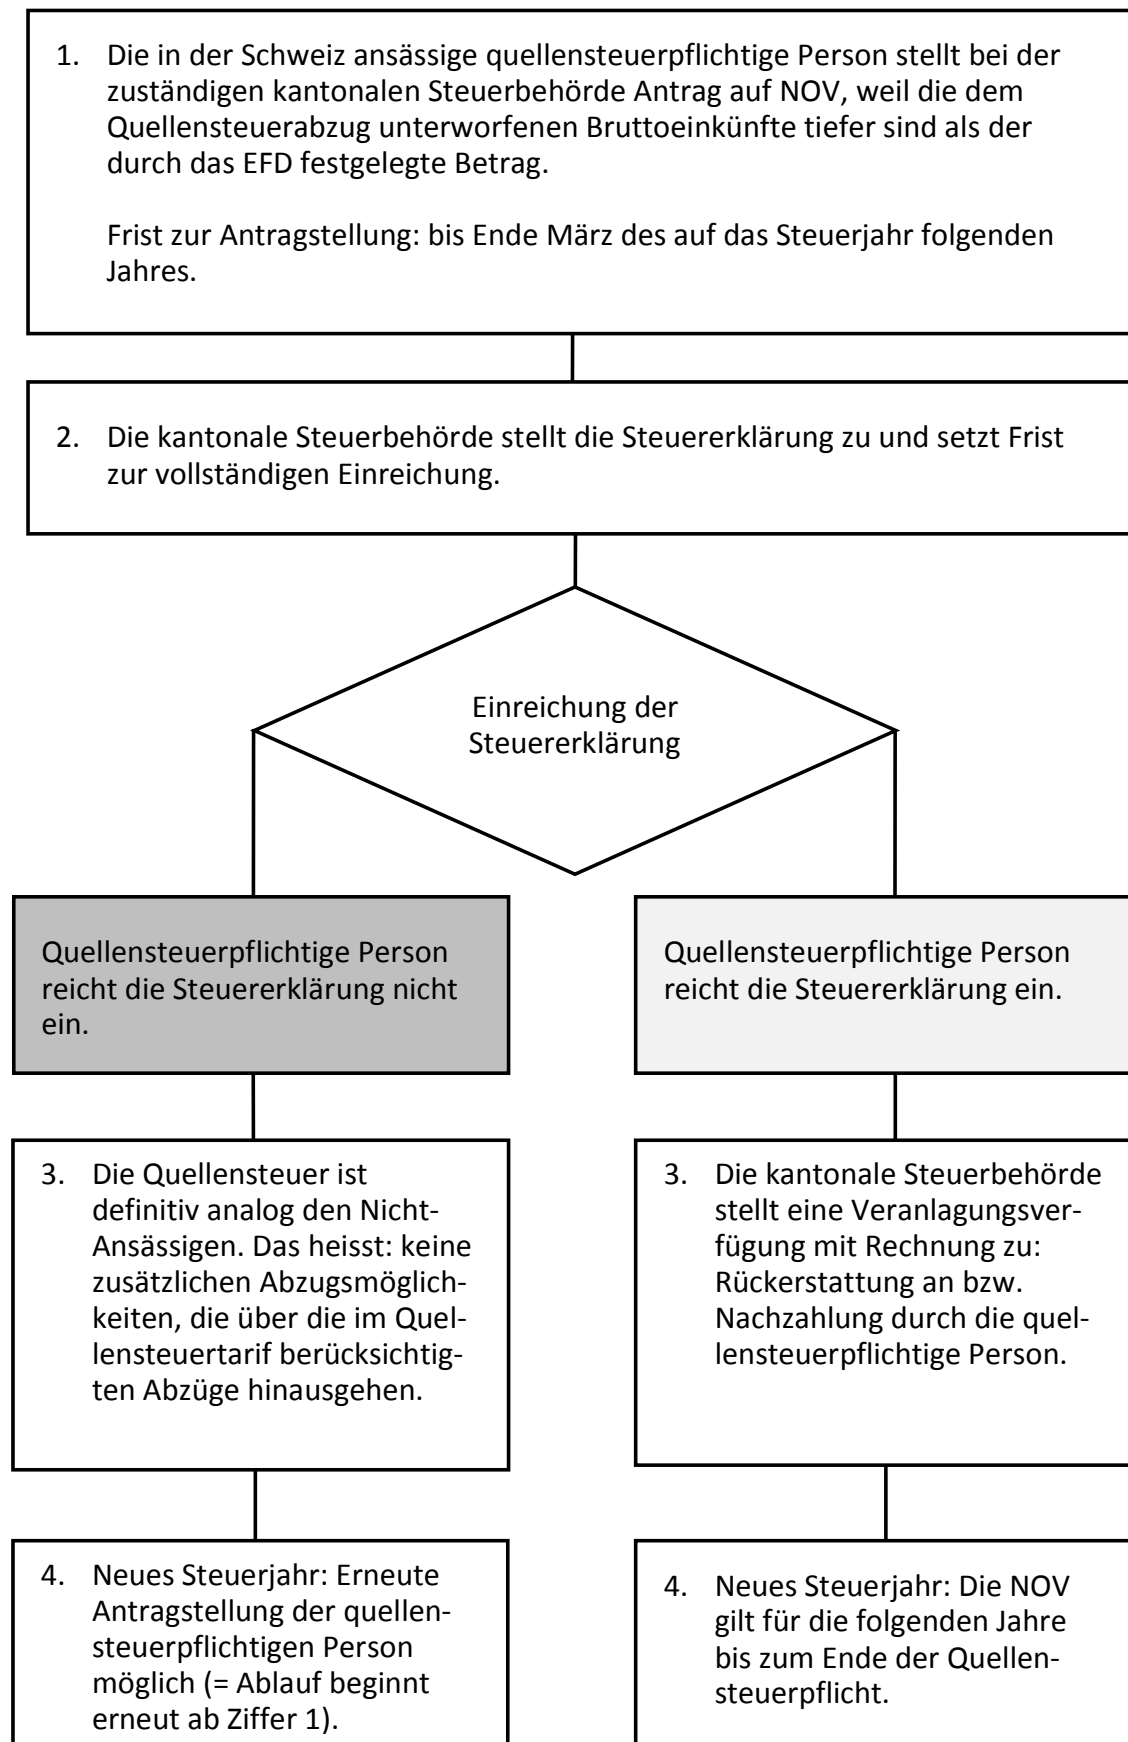 1. Die in der Schweiz ansässige quellensteuerpflichtige Person stellt bei der
zuständigen kantonalen Steuerbehörde Antrag auf NOV, weil die dem
Quellensteuerabzug unterworfenen Bruttoeinkünfte tiefer sind als der
durch das EFD festgelegte Betrag.
Frist zur Antragstellung: bis Ende März des auf das Steuerjahr folgenden
Jahres.
2. Die kantonale Steuerbehörde stellt die Steuererklärung zu und setzt Frist
zur vollständigen Einreichung.
Einreichung der
Steuererklärung
Quellensteuerpflichtige Person
reicht die Steuererklärung nicht
ein.
3. Die Quellensteuer ist
definitiv analog den Nicht-
Ansässigen. Das heisst: keine
zusätzlichen Abzugsmöglich-
keiten, die über die im Quel-
lensteuertarif berücksichtig-
ten Abzüge hinausgehen.
4. Neues Steuerjahr: Erneute
Antragstellung der quellen-
steuerpflichtigen Person
möglich (= Ablauf beginnt
erneut ab Ziffer 1).
Quellensteuerpflichtige Person
reicht die Steuererklärung ein.
3. Die kantonale Steuerbehörde
stellt eine Veranlagungsver-
fügung mit Rechnung zu:
Rückerstattung an bzw.
Nachzahlung durch die quel-
lensteuerpflichtige Person.
4. Neues Steuerjahr: Die NOV
gilt für die folgenden Jahre
bis zum Ende der Quellen-
steuerpflicht.